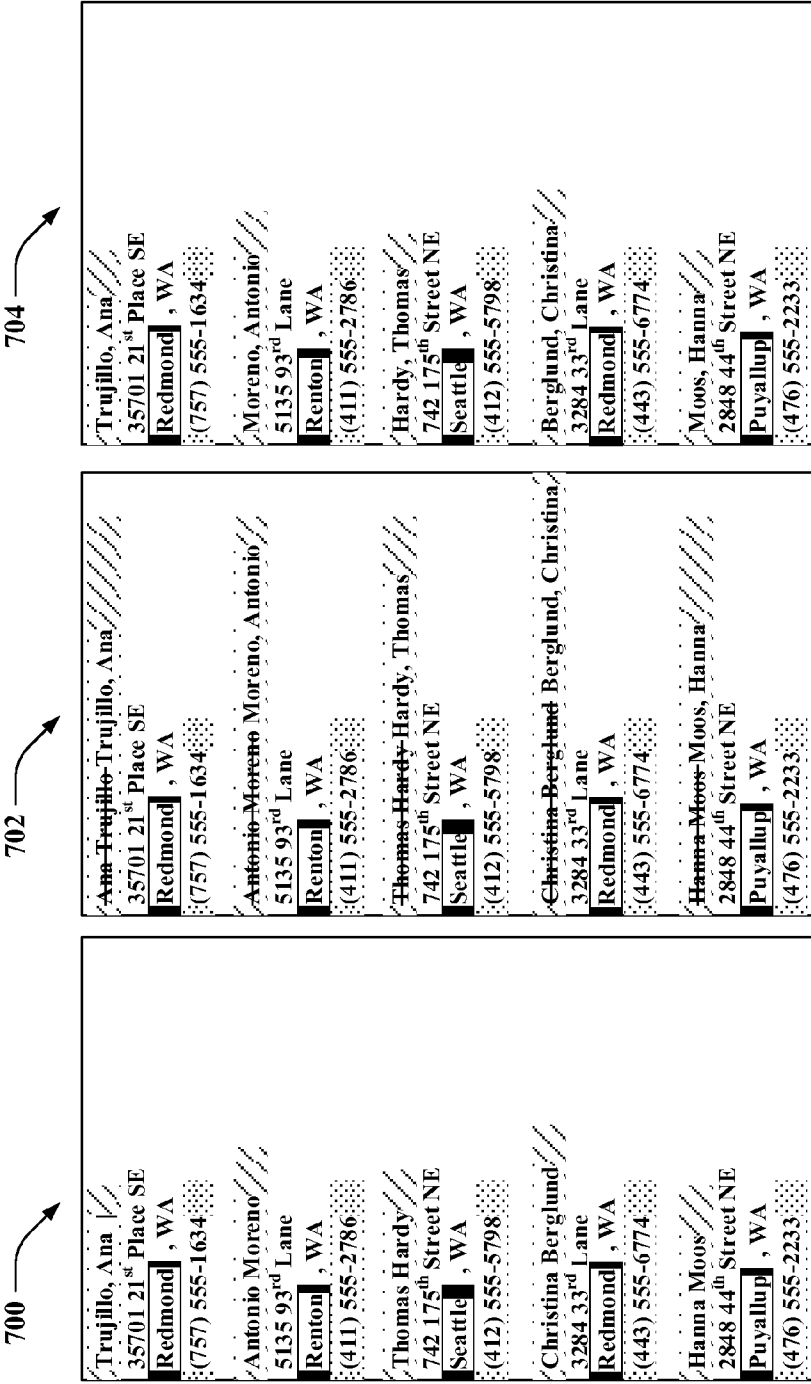 700
Trujillo, Ana
35701 21st Place SE
Redmond, WA
(757) 555-1634
Antonio Moreno
5135 93rd Lane
Renton, WA
(411) 555-2786
Thomas Hardy
742 175th Street NE
Seattle, WA
(412) 555-5798
Christina Berglund
3284 33rd Lane
Redmond, WA
(443) 555-6774
Hanna Moos
2848 44th Street NE
Puyallup, WA
(476) 555-2233
702
Ana Trujillo Trujillo, Ana
35701 21st Place SE
Redmond, WA
(757) 555-1634
Antonio Moreno Moreno, Antonio
5135 93rd Lane
Renton, WA
(411) 555-2786
Thomas Hardy Hardy, Thomas
742 175th Street NE
Seattle, WA
(412) 555-5798
Christina Berglund Berglund, Christina
3284 33rd Lane
Redmond, WA
(443) 555-6774
Hanna Moos Moos, Hanna
2848 44th Street NE
Puyallup, WA
(476) 555-2233
704
Trujillo, Ana
35701 21st Place SE
Redmond, WA
(757) 555-1634
Moreno, Antonio
5135 93rd Lane
Renton, WA
(411) 555-2786
Hardy, Thomas
742 175th Street NE
Seattle, WA
(412) 555-5798
Berglund, Christina
3284 33rd Lane
Redmond, WA
(443) 555-6774
Moos, Hanna
2848 44th Street NE
Puyallup, WA
(476) 555-2233